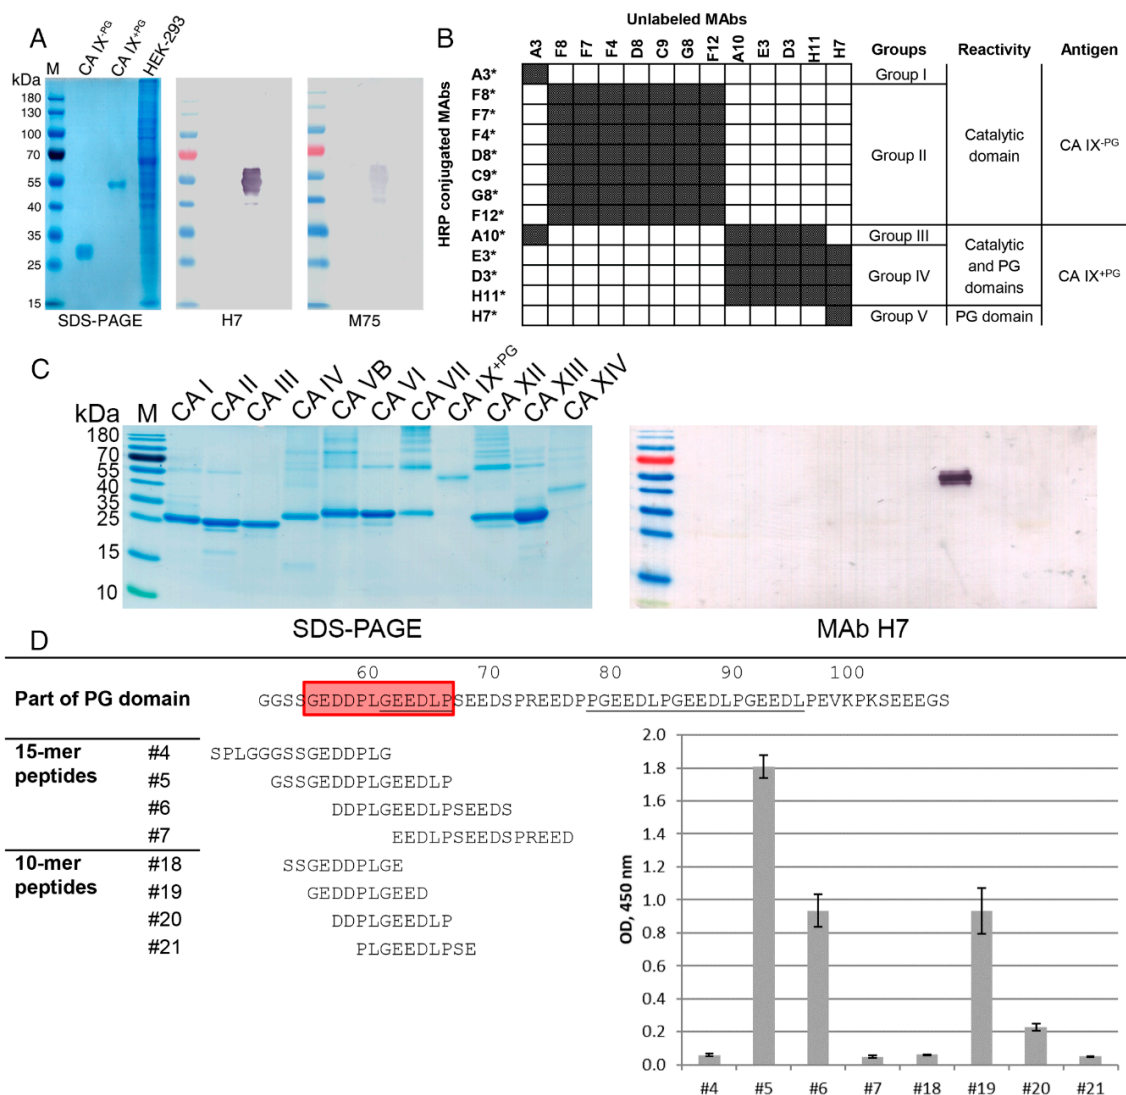 A
CA IX-PG
CA IX+PG
HEK-293
kDa
M
180
130
100
70
55
40
35
25
15
SDS-PAGE
H7
M75
B
Unlabeled MAbs
A3 F8 F7 F4 D8 C9 G8 F12 A10 E3 D3 H11 H7 Groups Reactivity Antigen
HRP conjugated MAbs
A3* Group I
F8*
F7*
F4*
D8*
C9*
G8*
F12*
Group II
Catalytic
domain
CA IX-PG
A10* Group III
E3*
D3*
H11*
Group IV
Catalytic
and PG
domains
CA IX+PG
H7* Group V PG domain
C
kDa M CA I CA II CA III CA IV CA VB CA VI CA VII CA IX+PG CA XII CA XIII CA XIV
180
70
55
40
35
25
15
10
SDS-PAGE
MAb H7
D
60 70 80 90 100
Part of PG domain GGSSGEDDPLGEEDLPSEEDSPREEDPPGEEDLPGEEDLPGEEDLPEVKPKSEEEGS
15-mer
peptides
#4 SPLGGGSSGEDDPLG
#5 GSSGEDDPLGEEDLP
#6 DDPLGEEDLPSEEDS
#7 EEDLPSEEDSPREED
10-mer
peptides
#18 SSGEDDPLGE
#19 GEDDPLGEED
#20 DDPLGEEDLP
#21 PLGEEDLPSE
OD, 450 nm
2.0
1.8
1.6
1.4
1.2
1.0
0.8
0.6
0.4
0.2
0.0
#4 #5 #6 #7 #18 #19 #20 #21